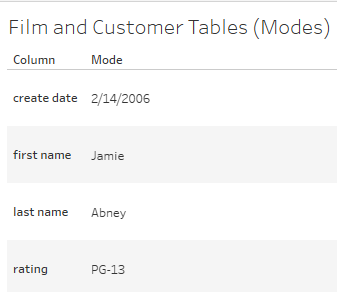 Film and Customer Tables (Modes)
Column Mode
create date 2/14/2006
first name Jamie
last name Abney
rating PG-13